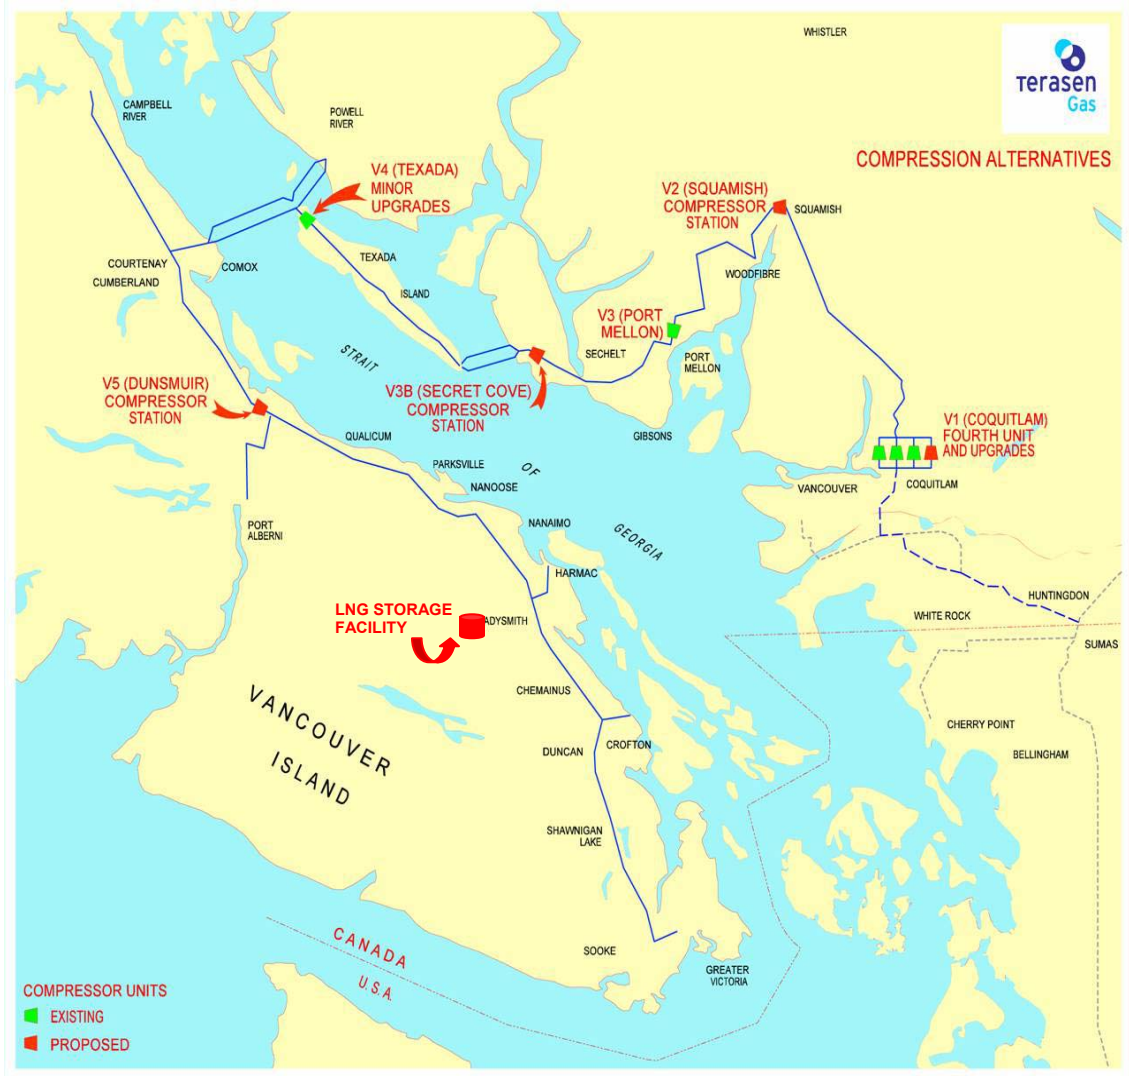 WHISTLER
Terasen
Gas
COMPRESSION ALTERNATIVES
CAMPBELL
RIVER
POWELL
RIVER
V4 (TEXADA)
MINOR
UPGRADES
V2 (SQUAMISH)
COMPRESSOR
STATION
SQUAMISH
COURTENAY
CUMBERLAND
COMOX
TEXADA
ISLAND
WOODFIBRE
V3 (PORT
MELLON)
SECHELT
PORT
MELLON
STRAIT
OF
GEORGIA
V5 (DUNSMUIR)
COMPRESSOR
STATION
V3B (SECRET COVE)
COMPRESSOR
STATION
GIBSONS
V1 (COQUITLAM)
FOURTH UNIT
AND UPGRADES
QUALICUM
PARKSVILLE
NANOOSE
VANCOUVER
COQUITLAM
PORT
ALBERNI
NANAIMO
HARMAC
LNG STORAGE
FACILITY
ADYSMITH
HUNTINGDON
WHITE ROCK
SUMAS
VANCOUVER
ISLAND
CHEMAINUS
DUNCAN
CROFTON
CHERRY POINT
BELLINGHAM
SHAWNIGAN
LAKE
SOOKE
GREATER
VICTORIA
CANADA
U.S.A.
COMPRESSOR UNITS
EXISTING
PROPOSED